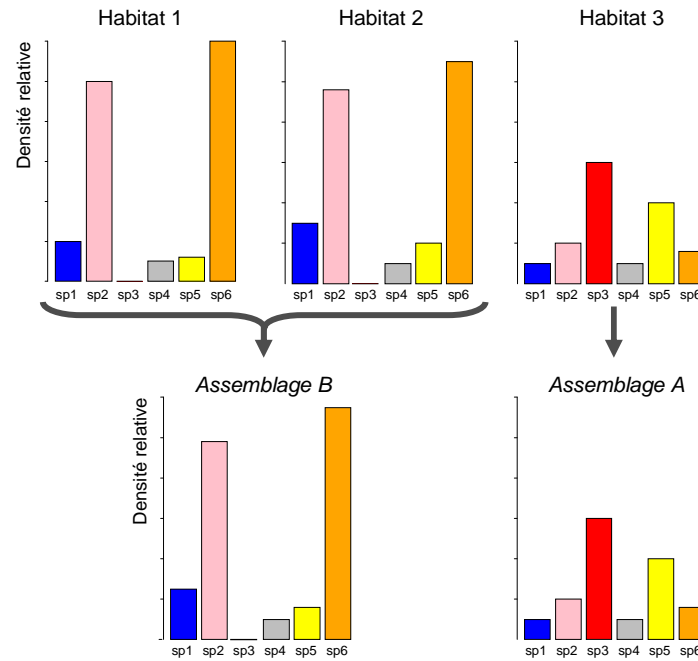 Habitat 1
Habitat 2
Habitat 3
Densité relative
sp1 sp2 sp3 sp4 sp5 sp6
sp1 sp2 sp3 sp4 sp5 sp6
sp1 sp2 sp3 sp4 sp5 sp6
Assemblage B
Assemblage A
Densité relative
sp1 sp2 sp3 sp4 sp5 sp6
sp1 sp2 sp3 sp4 sp5 sp6